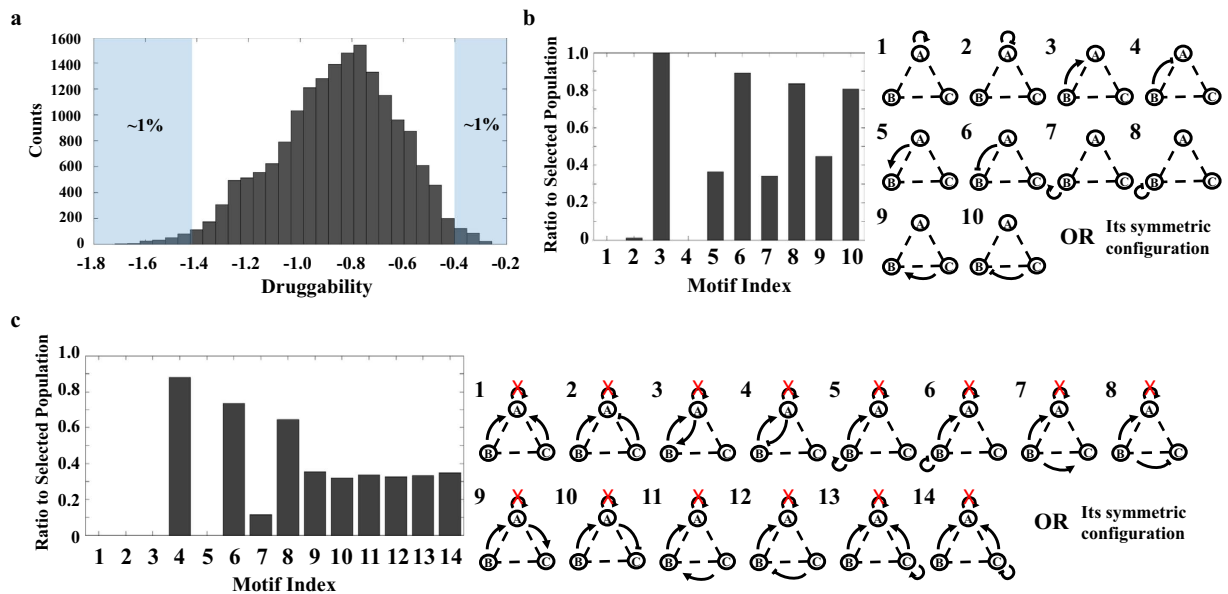 a
1600
1400
1200
1000
800
600
400
200
0
Counts
~1%
~1%
-1.8 -1.6 -1.4 -1.2 -1.0 -0.8 -0.6 -0.4 -0.2
Druggability
b
Ratio to Selected Population
1.0
0.8
0.6
0.4
0.2
0
1 2 3 4 5 6 7 8 9 10
Motif Index
1 2 3 4
A A A A
B C B C B C B C
5 6 7 8
A A A A
B C B C B C B C
9 10
A A
B C B C
OR Its symmetric
configuration
c
Ratio to Selected Population
1.0
0.8
0.6
0.4
0.2
0
1 2 3 4 5 6 7 8 9 10 11 12 13 14
Motif Index
X X X X X X X X
1 2 3 4 5 6 7 8
A A A A A A A A
B C B C B C B C B C B C B C B C
X X X X X X
9 10 11 12 13 14
A A A A A A
B C B C B C B C B C B C
OR Its symmetric
configuration